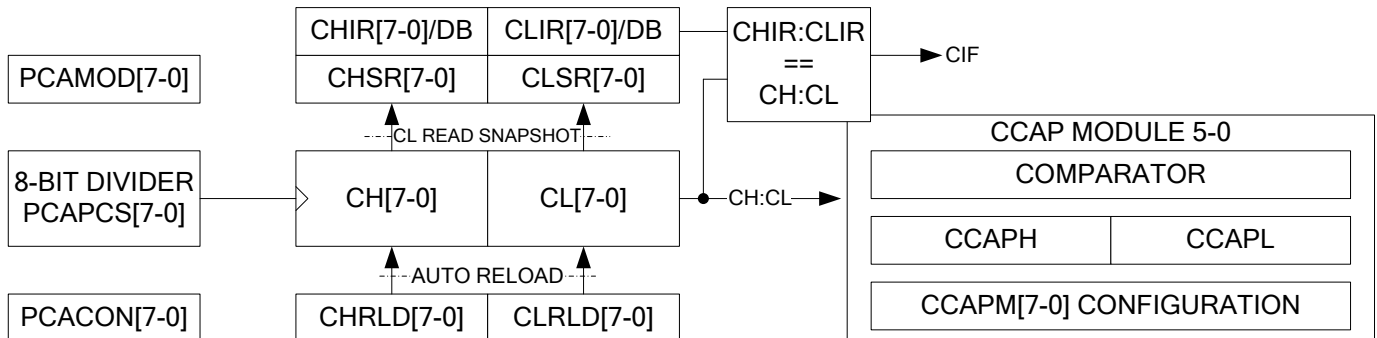 CHIR[7-0]/DB CLIR[7-0]/DB
PCAMOD[7-0]
CHSR[7-0] CLSR[7-0]
CHIR:CLIR
==
CH:CL
CIF
CL READ SNAPSHOT
8-BIT DIVIDER
PCAPCS[7-0]
CH[7-0] CL[7-0]
CH:CL
AUTO RELOAD
PCACON[7-0]
CHRLD[7-0] CLRLD[7-0]
CCAP MODULE 5-0
COMPARATOR
CCAPH CCAPL
CCAPM[7-0] CONFIGURATION